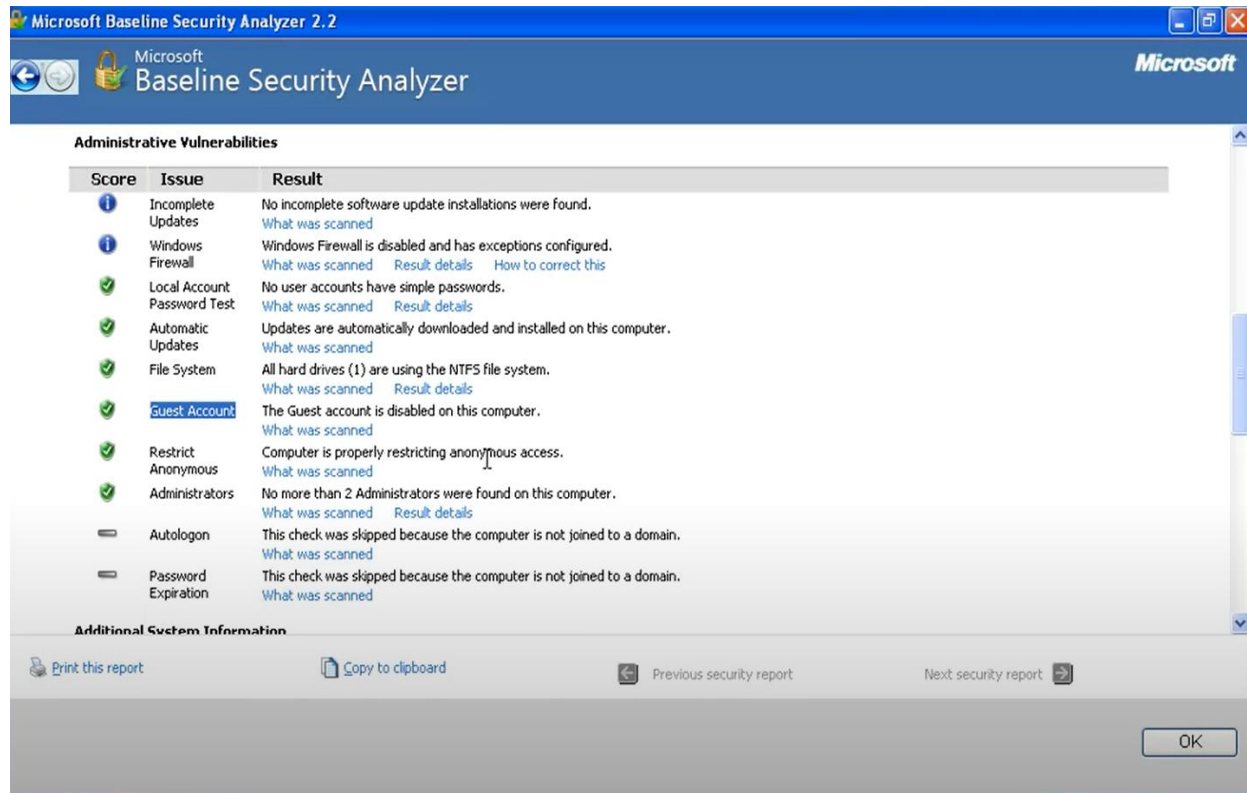 Microsoft Baseline Security Analyzer 2.2
Microsoft
Baseline Security Analyzer
Microsoft
Administrative Vulnerabilities
Score Issue Result
Incomplete Updates No incomplete software update installations were found.
What was scanned
Windows Firewall Windows Firewall is disabled and has exceptions configured.
What was scanned Result details How to correct this
Local Account Password Test No user accounts have simple passwords.
What was scanned Result details
Automatic Updates Updates are automatically downloaded and installed on this computer.
What was scanned
File System All hard drives (1) are using the NTFS file system.
What was scanned Result details
Guest Account The Guest account is disabled on this computer.
What was scanned
Restrict Anonymous Computer is properly restricting anonymous access.
What was scanned
Administrators No more than 2 Administrators were found on this computer.
What was scanned Result details
Autologon This check was skipped because the computer is not joined to a domain.
What was scanned
Password Expiration This check was skipped because the computer is not joined to a domain.
What was scanned
Additional System Information
Print this report Copy to clipboard Previous security report Next security report
OK